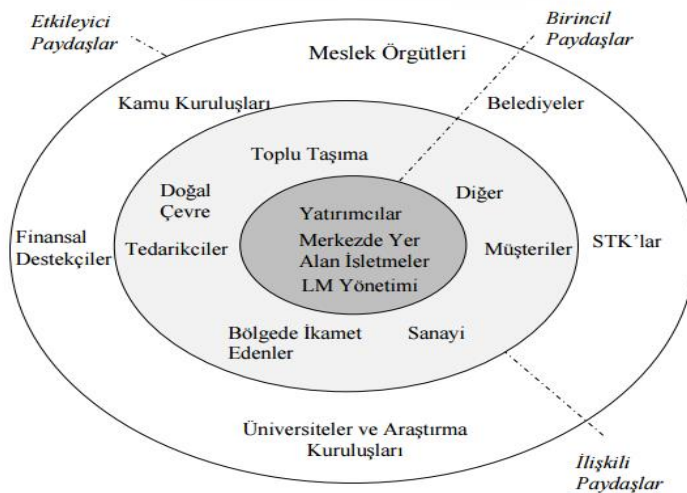 Etkileyici
Paydaşlar
Birincil
Paydaşlar
Meslek Örgütleri
Kamu Kuruluşları
Belediyeler
Toplu Taşıma
Doğal
Çevre
Diğer
Yatırımcılar
Finansal
Destekçiler
Tedarikçiler
Merkezde Yer
Alan İşletmeler
Müşteriler
STK'lar
LM Yönetimi
Bölgede İkamet
Edenler
Sanayi
Üniversiteler ve Araştırma
Kuruluşları
İlişkili
Paydaşlar